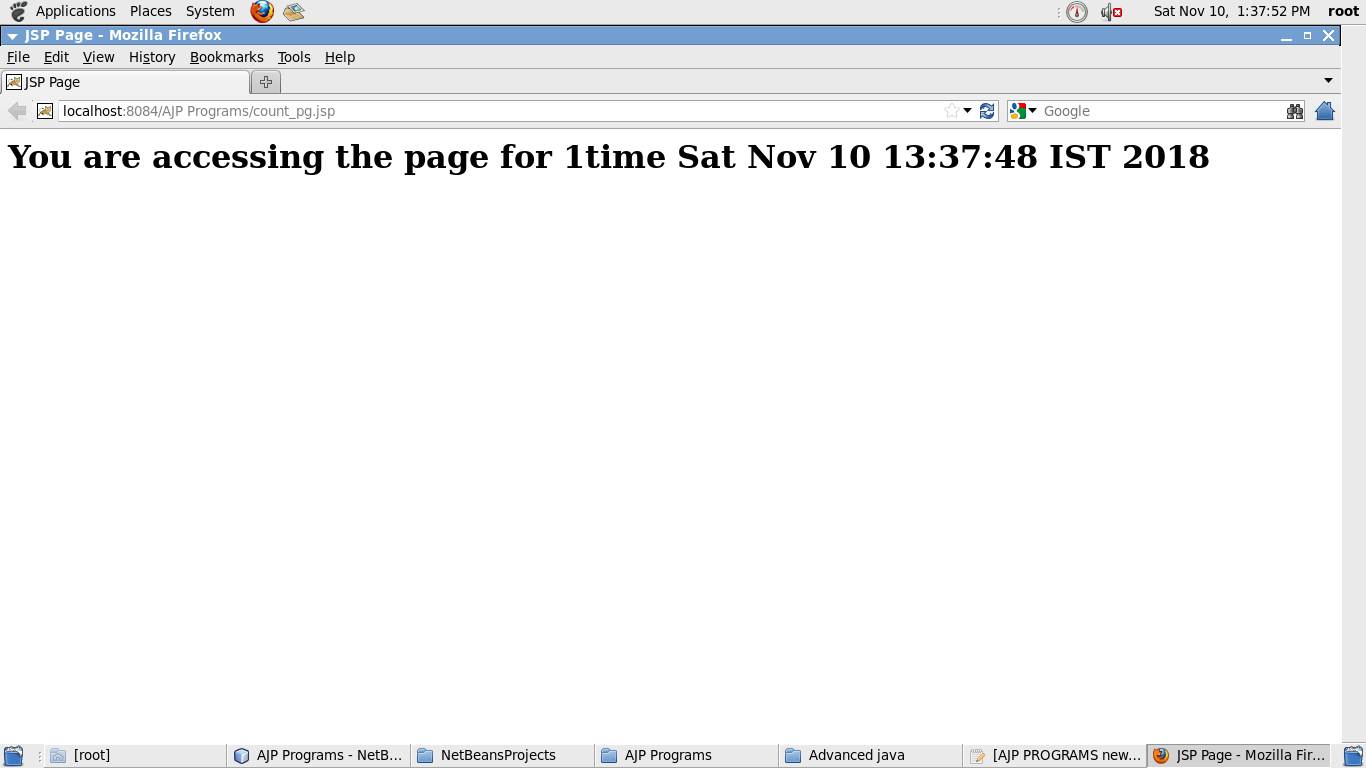 Applications Places System Sat Nov 10, 1:37:52 PM root
JSP Page - Mozilla Firefox
File Edit View History Bookmarks Tools Help
JSP Page
localhost:8084/AJP Programs/count_pg.jsp Google
You are accessing the page for 1time Sat Nov 10 13:37:48 IST 2018
[root] AJP Programs - NetB... NetBeansProjects AJP Programs Advanced java [AJP PROGRAMS new... JSP Page - Mozilla Fir...